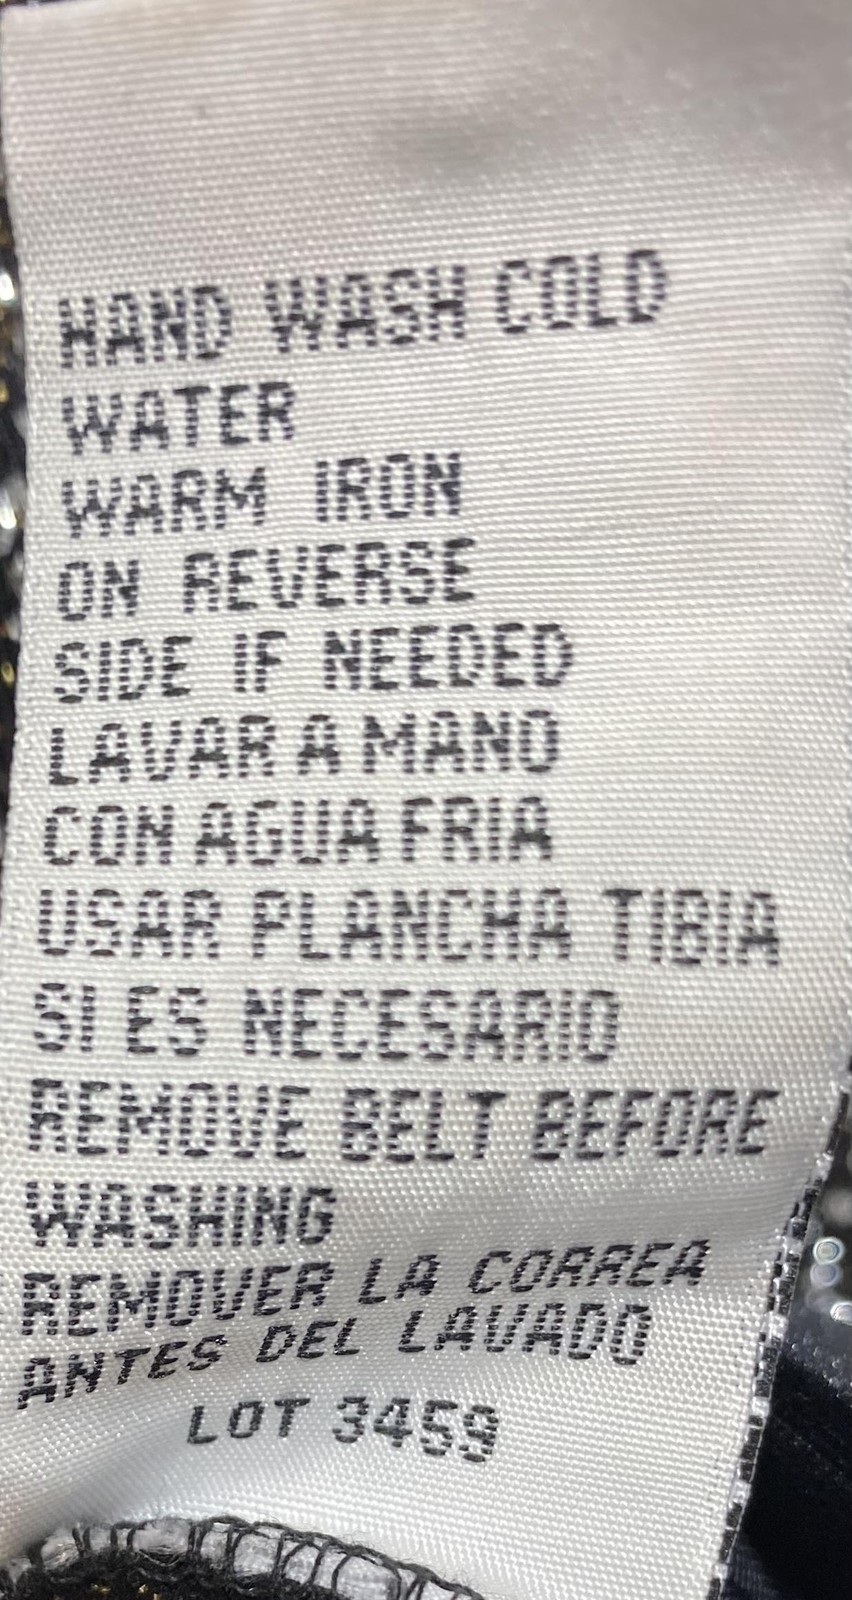 HAND WASH COLD
WATER
WARM IRON
ON REVERSE
SIDE IF NEEDED
LAVAR A MANO
CON AGUA FRIA
USAR PLANCHA TIBIA
SI ES NECESARIO
REMOVE BELT BEFORE
WASHING
REMOVER LA CORREA
ANTES DEL LAVADO
LOT 3459